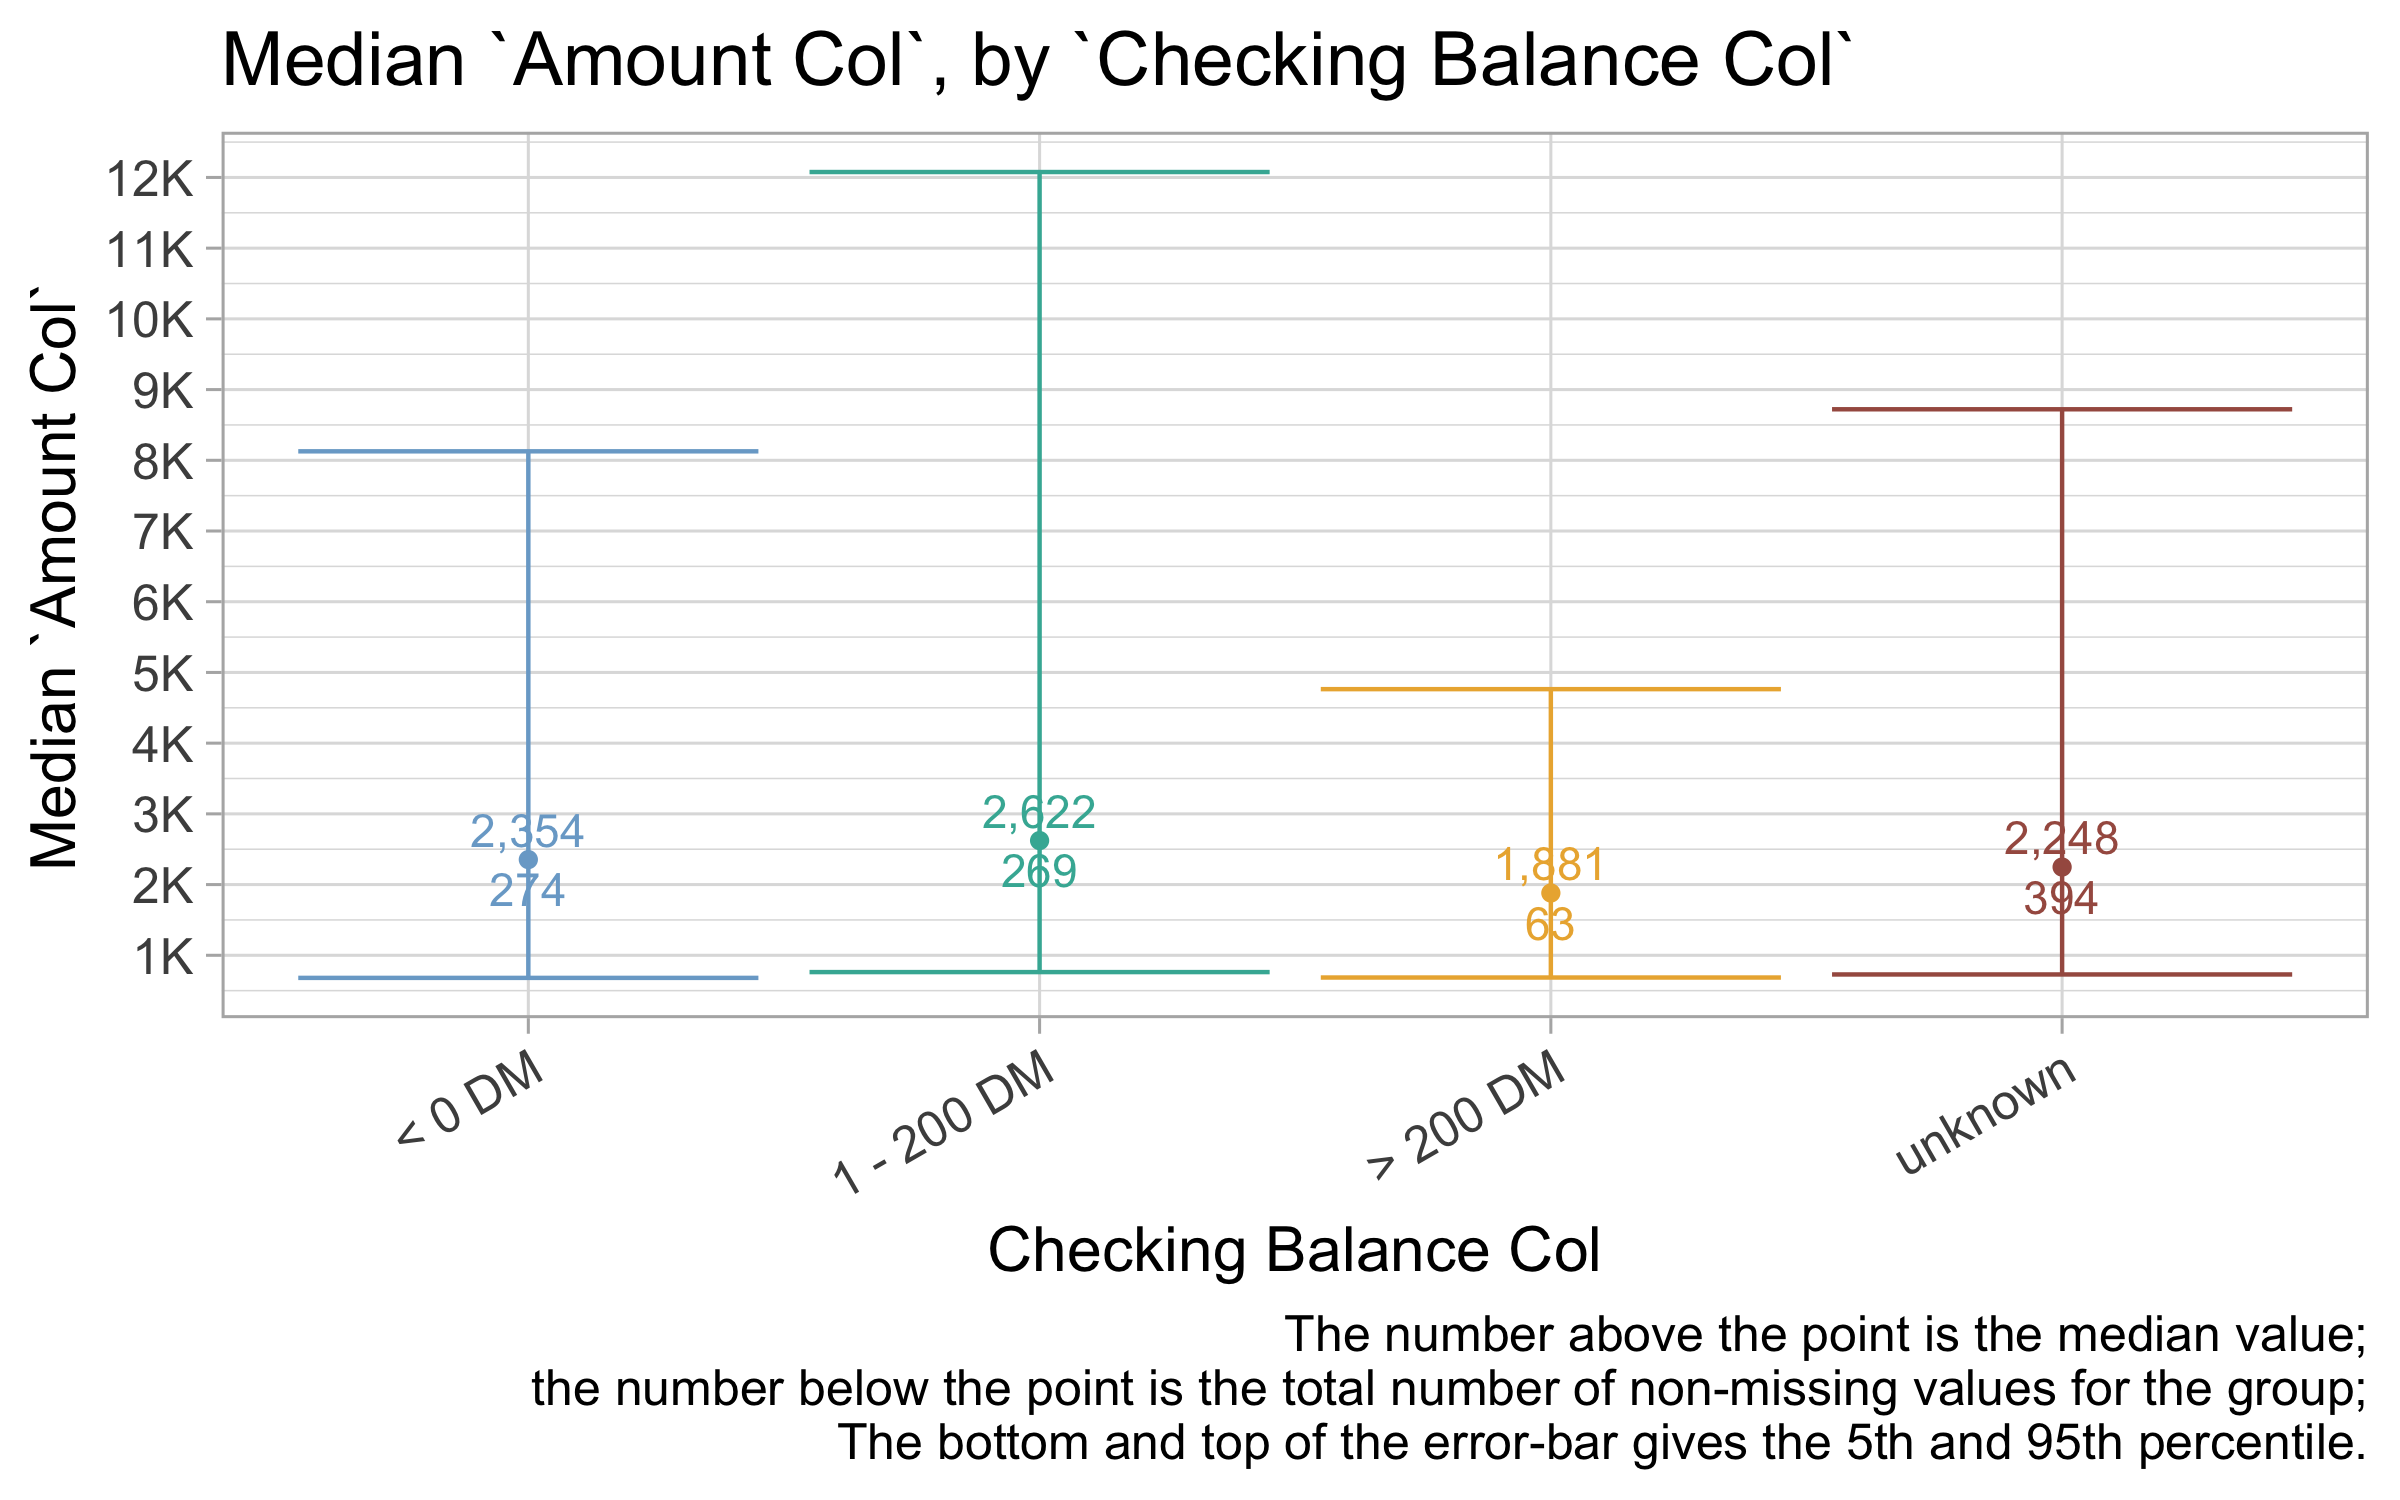 Median `Amount Col`, by `Checking Balance Col`
Median `Amount Col`
12K
11K
10K
9K
8K
7K
6K
5K
4K
3K
2K
1K
2,354
274
2,622
269
1,881
63
2,248
394
< 0 DM
1 - 200 DM
> 200 DM
unknown
Checking Balance Col
The number above the point is the median value;
the number below the point is the total number of non-missing values for the group;
The bottom and top of the error-bar gives the 5th and 95th percentile.